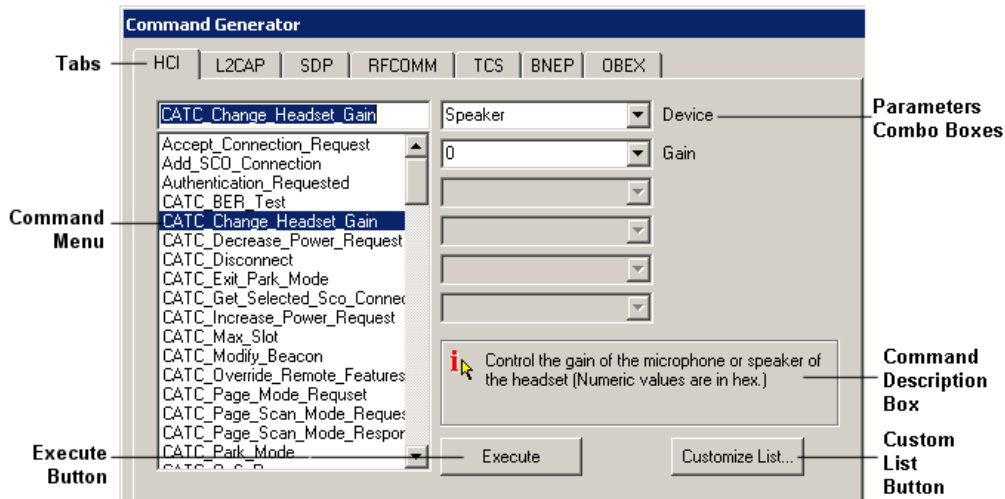 Command Generator
Tabs
HCI
L2CAP
SDP
RFCOMM
TCS
BNEP
OBEX
CATC_Change_Headset_Gain
Speaker
Device
Parameters
Combo Boxes
0
Gain
Command
Menu
Accept_Connection_Request
Add_SCO_Connection
Authentication_Requested
CATC_BER_Test
CATC_Change_Headset_Gain
CATC_Decrease_Power_Request
CATC_Disconnect
CATC_Exit_Park_Mode
CATC_Get_Selected_Sco_Connec
CATC_Increase_Power_Request
CATC_Max_Slot
CATC_Modify_Beacon
CATC_Override_Remote_Features
CATC_Page_Mode_Requset
CATC_Page_Scan_Mode_Reques
CATC_Page_Scan_Mode_Respor
CATC_Park_Mode
i
Control the gain of the microphone or speaker of
the headset (Numeric values are in hex.)
Command
Description
Box
Execute
Button
Execute
Customize List...
Custom
List
Button